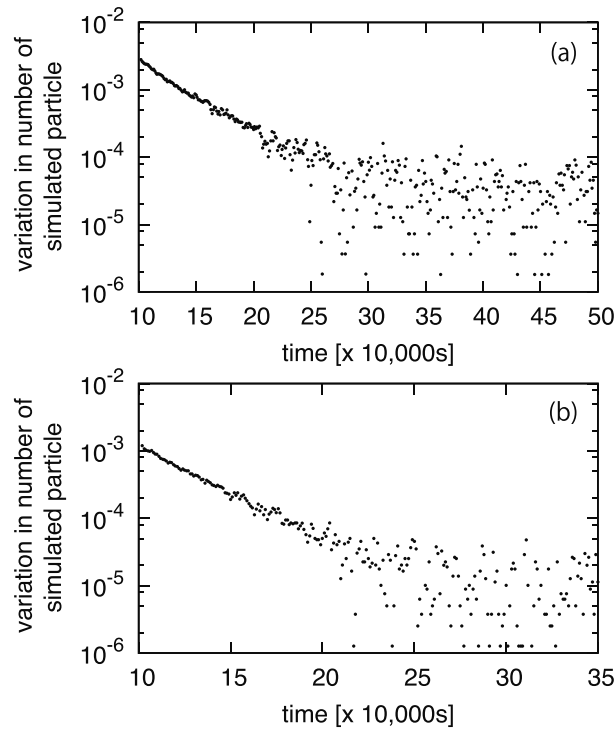 10-2
(a)
10-3
10-4
10-5
10-6
variation in number of
simulated particle
10 15 20 25 30 35 40 45 50
time [x 10,000s]
10-2
(b)
10-3
10-4
10-5
10-6
variation in number of
simulated particle
10 15 20 25 30 35
time [x 10,000s]